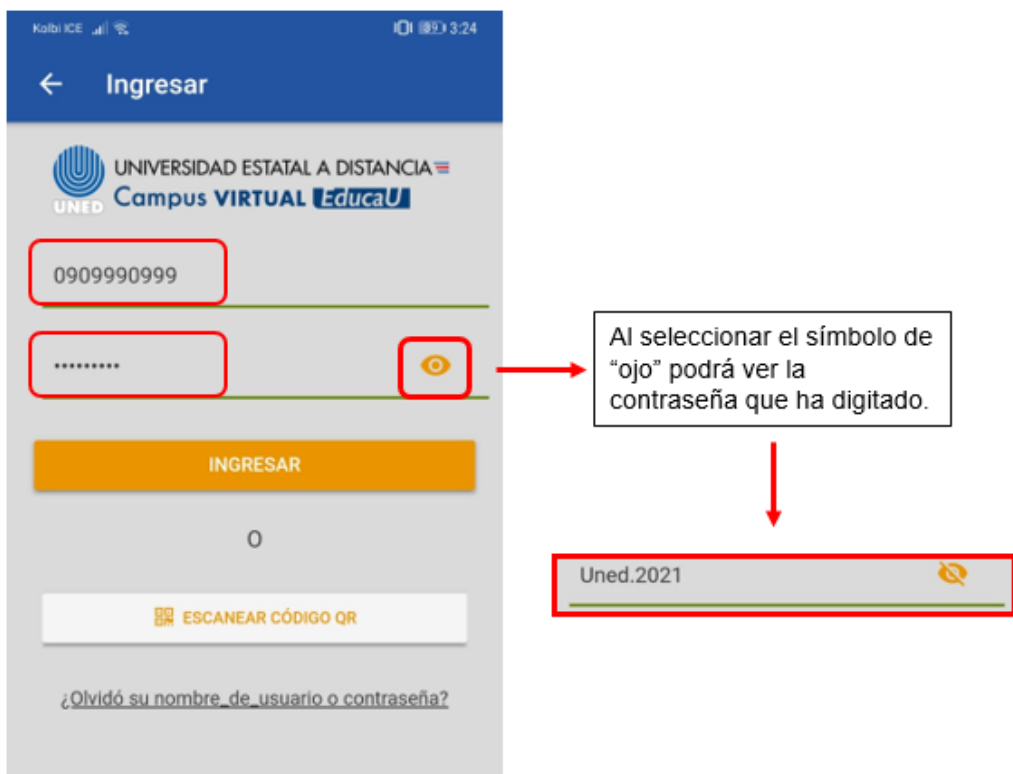 Kolbi ICE
89 3:24
Ingresar
UNIVERSIDAD ESTATAL A DISTANCIA
UNED
Campus VIRTUAL EducaU
0909990999
•••••••••
INGRESAR
O
ESCANEAR CÓDIGO QR
¿Olvidó su nombre_de_usuario o contraseña?
Al seleccionar el símbolo de
“ojo” podrá ver la
contraseña que ha digitado.
Uned.2021